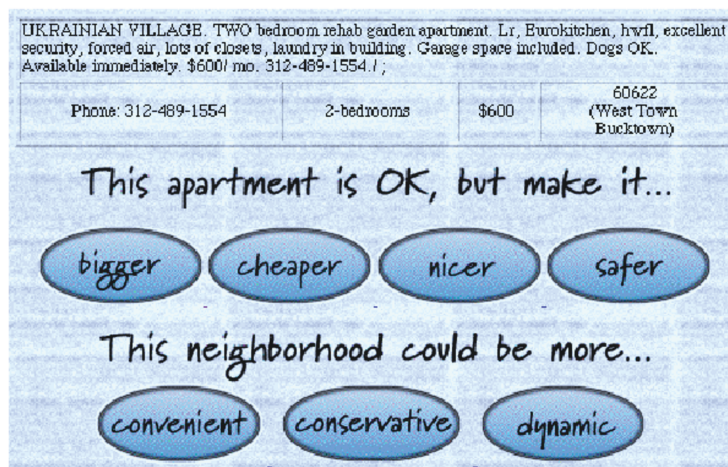 UKRAINIAN VILLAGE. TWO bedroom rehab garden apartment. Lr, Eurokitchen, hwfl, excellent
security, forced air, lots of closets, laundry in building. Garage space included. Dogs OK.
Available immediately. $600/ mo. 312-489-1554./ ;
Phone: 312-489-1554 2-bedrooms $600 60622
(West Town
Bucktown)
This apartment is OK, but make it...
bigger cheaper nicer safer
This neighborhood could be more...
convenient conservative dynamic